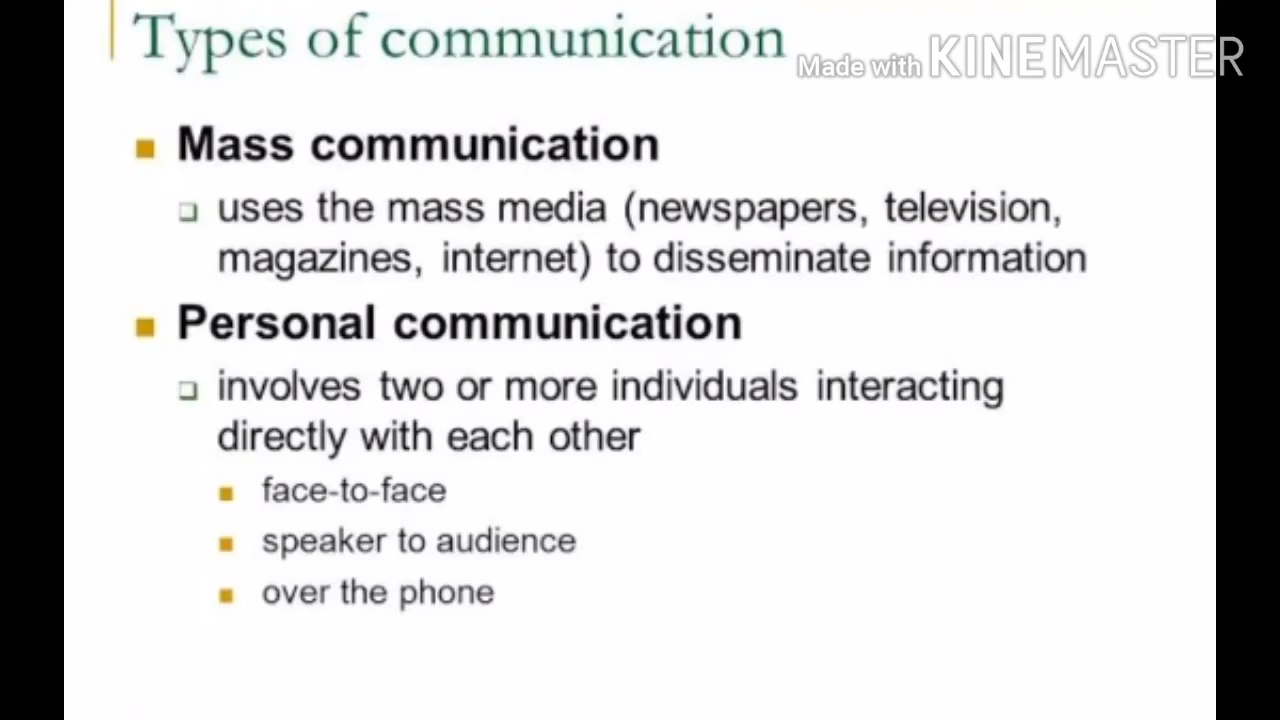 Types of communication
Made with KINEMASTER
Mass communication
uses the mass media (newspapers, television,
magazines, internet) to disseminate information
Personal communication
involves two or more individuals interacting
directly with each other
face-to-face
speaker to audience
over the phone